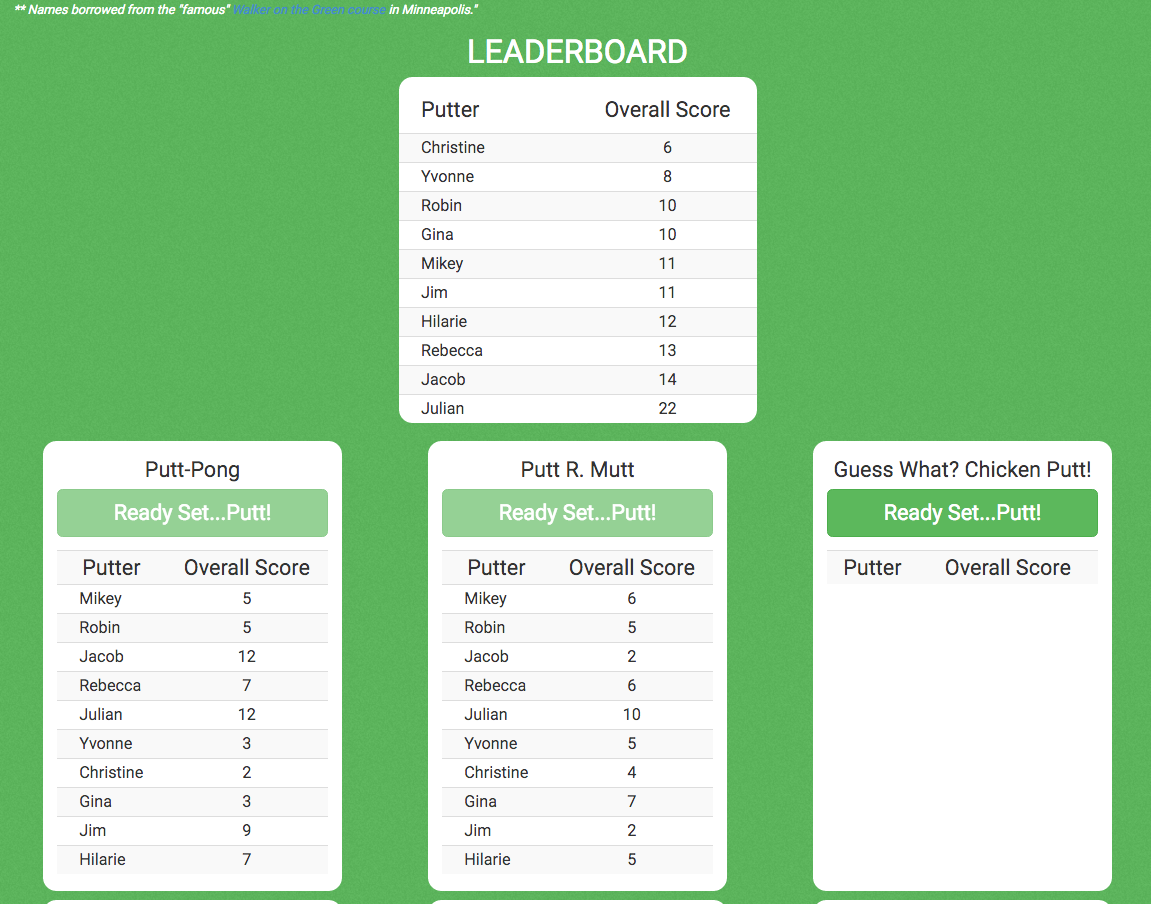 ** Names borrowed from the "famous" Walker on the Green course in Minneapolis."
LEADERBOARD
Putter Overall Score
Christine 6
Yvonne 8
Robin 10
Gina 10
Mikey 11
Jim 11
Hilarie 12
Rebecca 13
Jacob 14
Julian 22
Putt-Pong
Ready Set...Putt!
Putter Overall Score
Mikey 5
Robin 5
Jacob 12
Rebecca 7
Julian 12
Yvonne 3
Christine 2
Gina 3
Jim 9
Hilarie 7
Putt R. Mutt
Ready Set...Putt!
Putter Overall Score
Mikey 6
Robin 5
Jacob 2
Rebecca 6
Julian 10
Yvonne 5
Christine 4
Gina 7
Jim 2
Hilarie 5
Guess What? Chicken Putt!
Ready Set...Putt!
Putter Overall Score